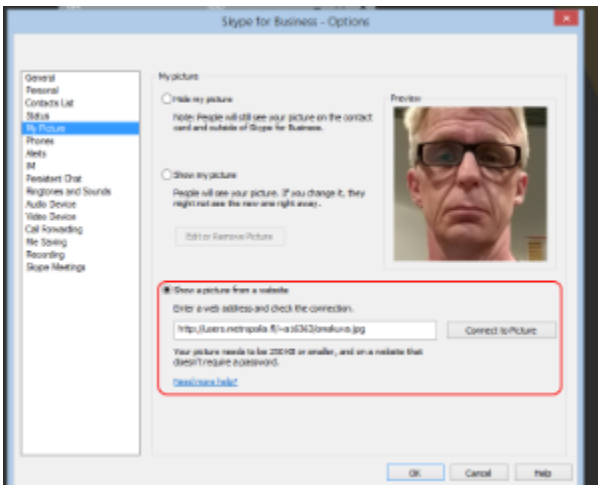 Skype for Business - Options
General
Personal
Contacts List
Status
My Picture
Phones
Alerts
IM
Persistent Chat
Ringtones and Sounds
Audio Device
Video Device
Call Forwarding
File Saving
Recording
Skype Meetings
My picture
Hide my picture
Note: People will still see your picture on the contact
card and outside of Skype for Business.
Show my picture
People will see your picture. If you change it, they
might not see the new one right away.
Edit or Remove Picture
Preview
Show a picture from a website
Enter a web address and check the connection.
Connect to Picture
Your picture needs to be 250 KB or smaller, and on a website that
doesn't require a password.
Need more help?
OK
Cancel
Help